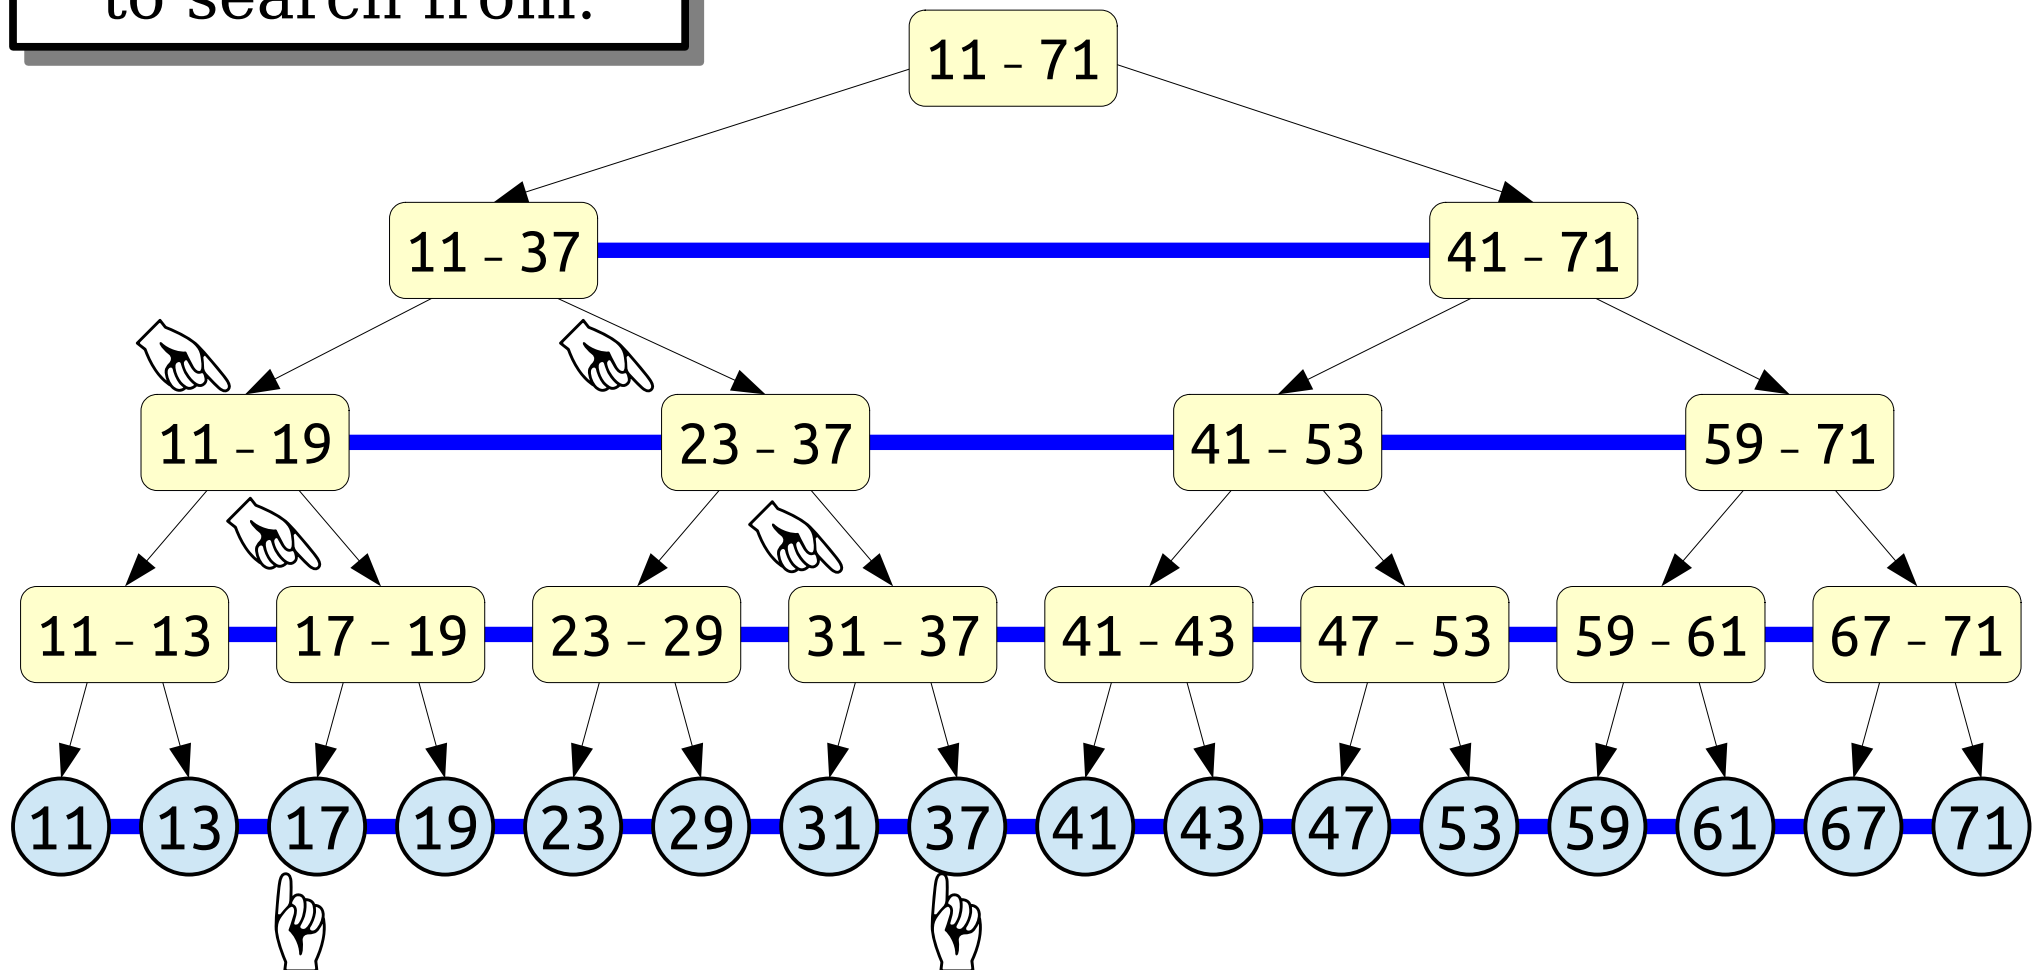 to search from.
11 – 71
11 – 37 41 – 71
11 – 19 23 – 37 41 – 53 59 – 71
11 – 13 17 – 19 23 – 29 31 – 37 41 – 43 47 – 53 59 – 61 67 – 71
11 13 17 19 23 29 31 37 41 43 47 53 59 61 67 71